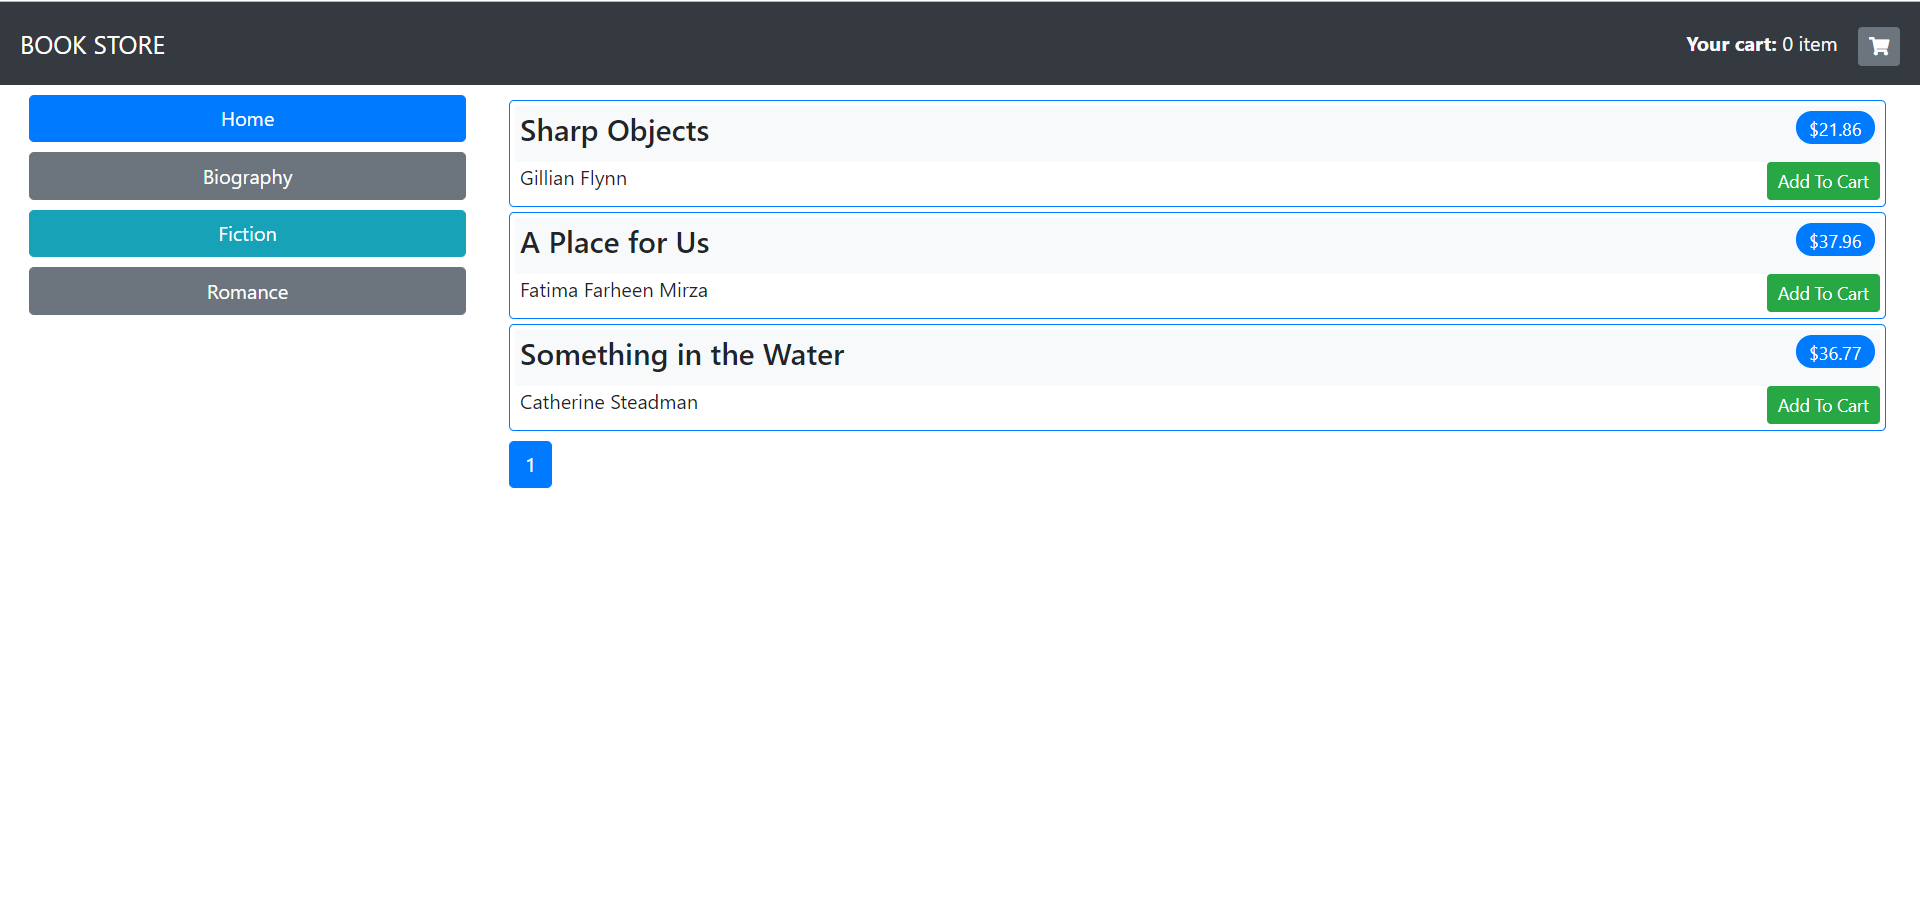 BOOK STORE
Your cart: 0 item
Home
Biography
Fiction
Romance
Sharp Objects
$21.86
Gillian Flynn
Add To Cart
A Place for Us
$37.96
Fatima Farheen Mirza
Add To Cart
Something in the Water
$36.77
Catherine Steadman
Add To Cart
1